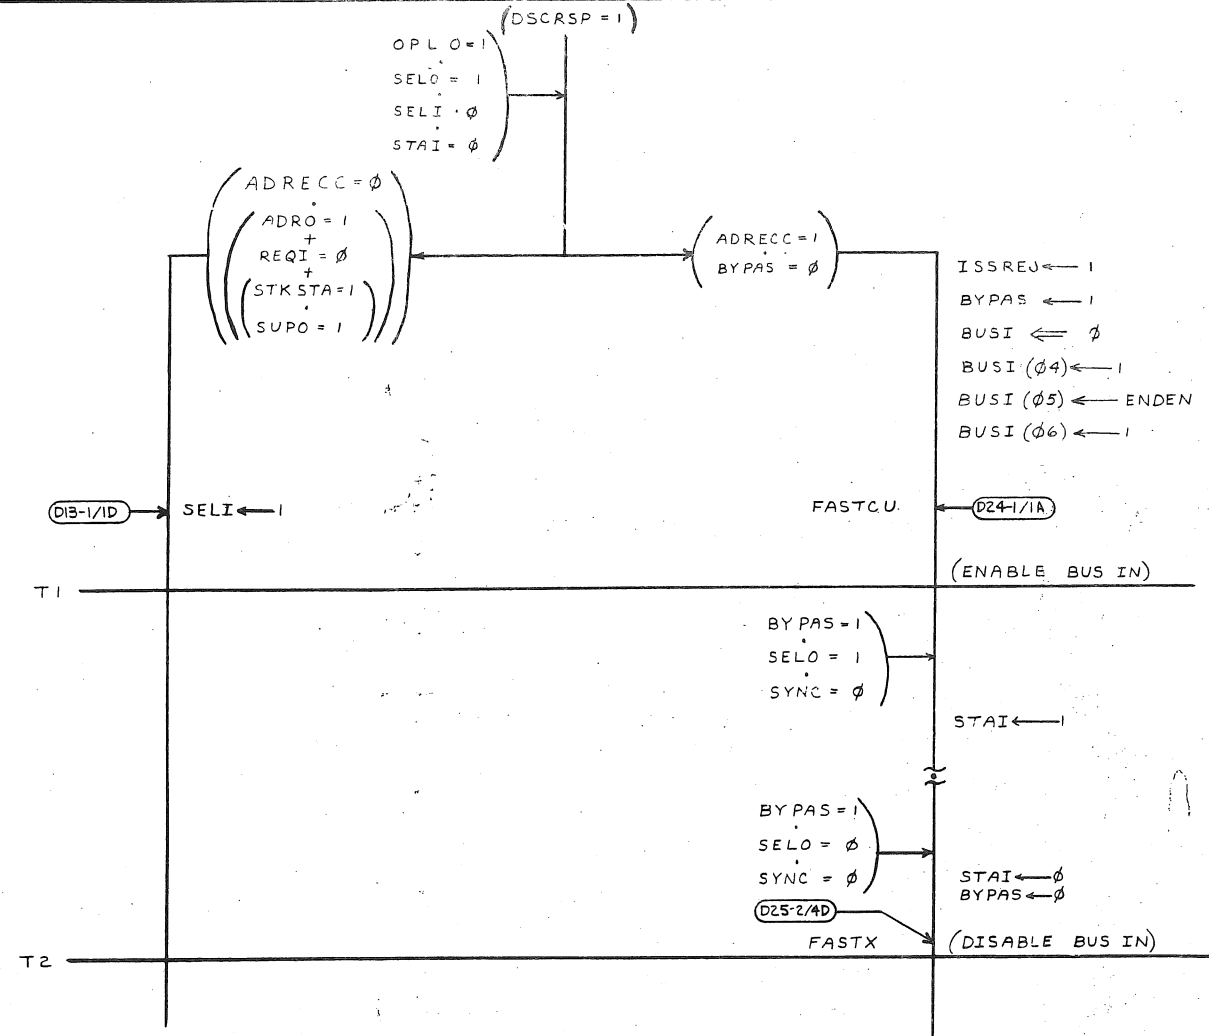 (DSCRSP = 1)
OPLO = 1
SELO = 1
SELI · ∅
STAI = ∅
ADRECC = ∅
·
ADRO = 1
+
REQI = ∅
+
STKSTA = 1
·
SUPO = 1
ADRECC = 1
·
BYPAS = ∅
ISSREJ ← 1
BYPAS ← 1
BUSI ⇐ ∅
BUSI (∅4) ← 1
BUSI (∅5) ← ENDEN
BUSI (∅6) ← 1
D13-1/1D
SELI ← 1
FASTCU.
D24-1/1A
(ENABLE BUS IN)
T1
BYPAS = 1
·
SELO = 1
·
SYNC = ∅
STAI ← 1
BYPAS = 1
·
SELO = ∅
·
SYNC = ∅
STAI ← ∅
BYPAS ← ∅
D25-2/4D
FASTX
(DISABLE BUS IN)
T2